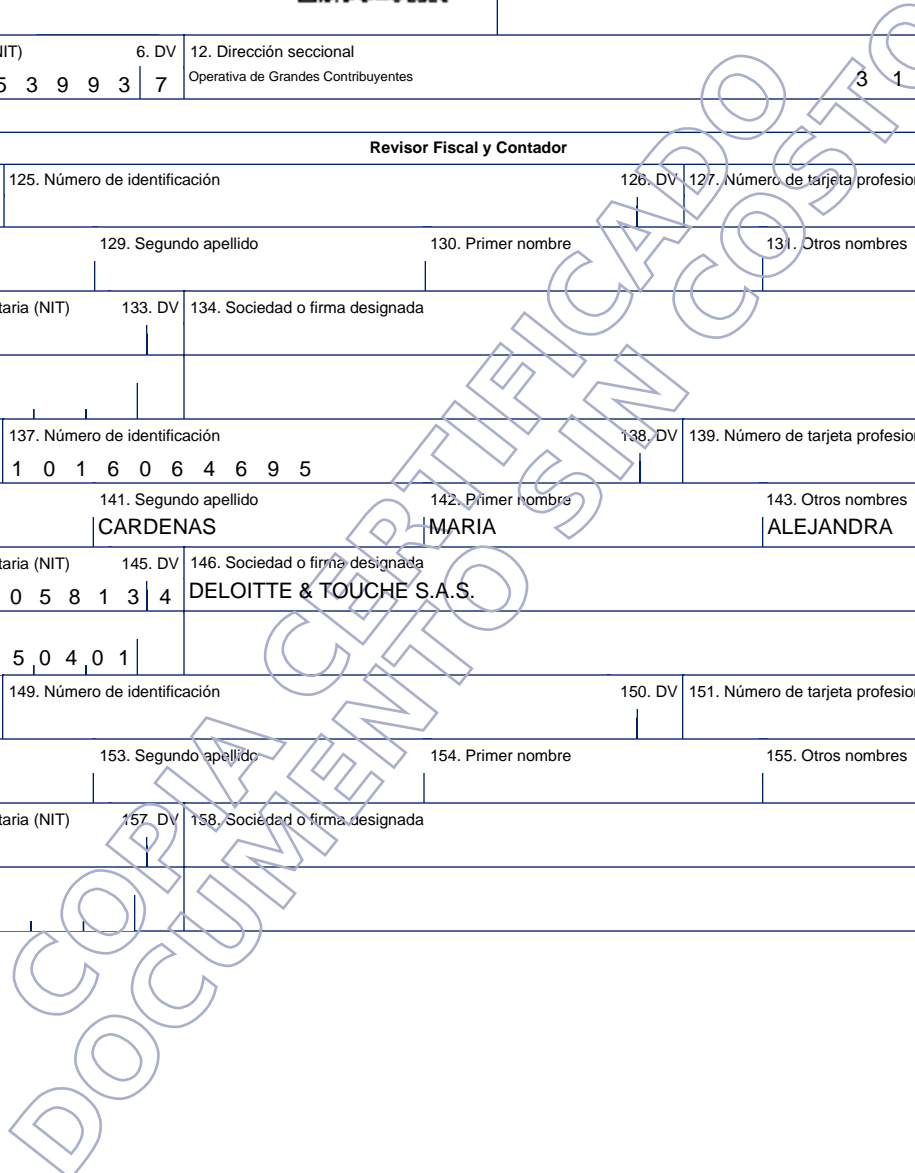 NIT) 6. DV 12. Dirección seccional
5 3 9 9 3 7 Operativa de Grandes Contribuyentes 3 1
Revisor Fiscal y Contador
125. Número de identificación 126. DV 127. Número de tarjeta profesion
129. Segundo apellido 130. Primer nombre 131. Otros nombres
taria (NIT) 133. DV 134. Sociedad o firma designada
137. Número de identificación 138. DV 139. Número de tarjeta profesion
1 0 1 6 0 6 4 6 9 5
141. Segundo apellido 142. Primer nombre 143. Otros nombres
CARDENAS MARIA ALEJANDRA
taria (NIT) 145. DV 146. Sociedad o firma designada
0 5 8 1 3 4 DELOITTE & TOUCHE S.A.S.
5 0 4 0 1
149. Número de identificación 150. DV 151. Número de tarjeta profesion
153. Segundo apellido 154. Primer nombre 155. Otros nombres
taria (NIT) 157. DV 158. Sociedad o firma designada
COPIA CERTIFICADO
DOCUMENTO SIN COSTO